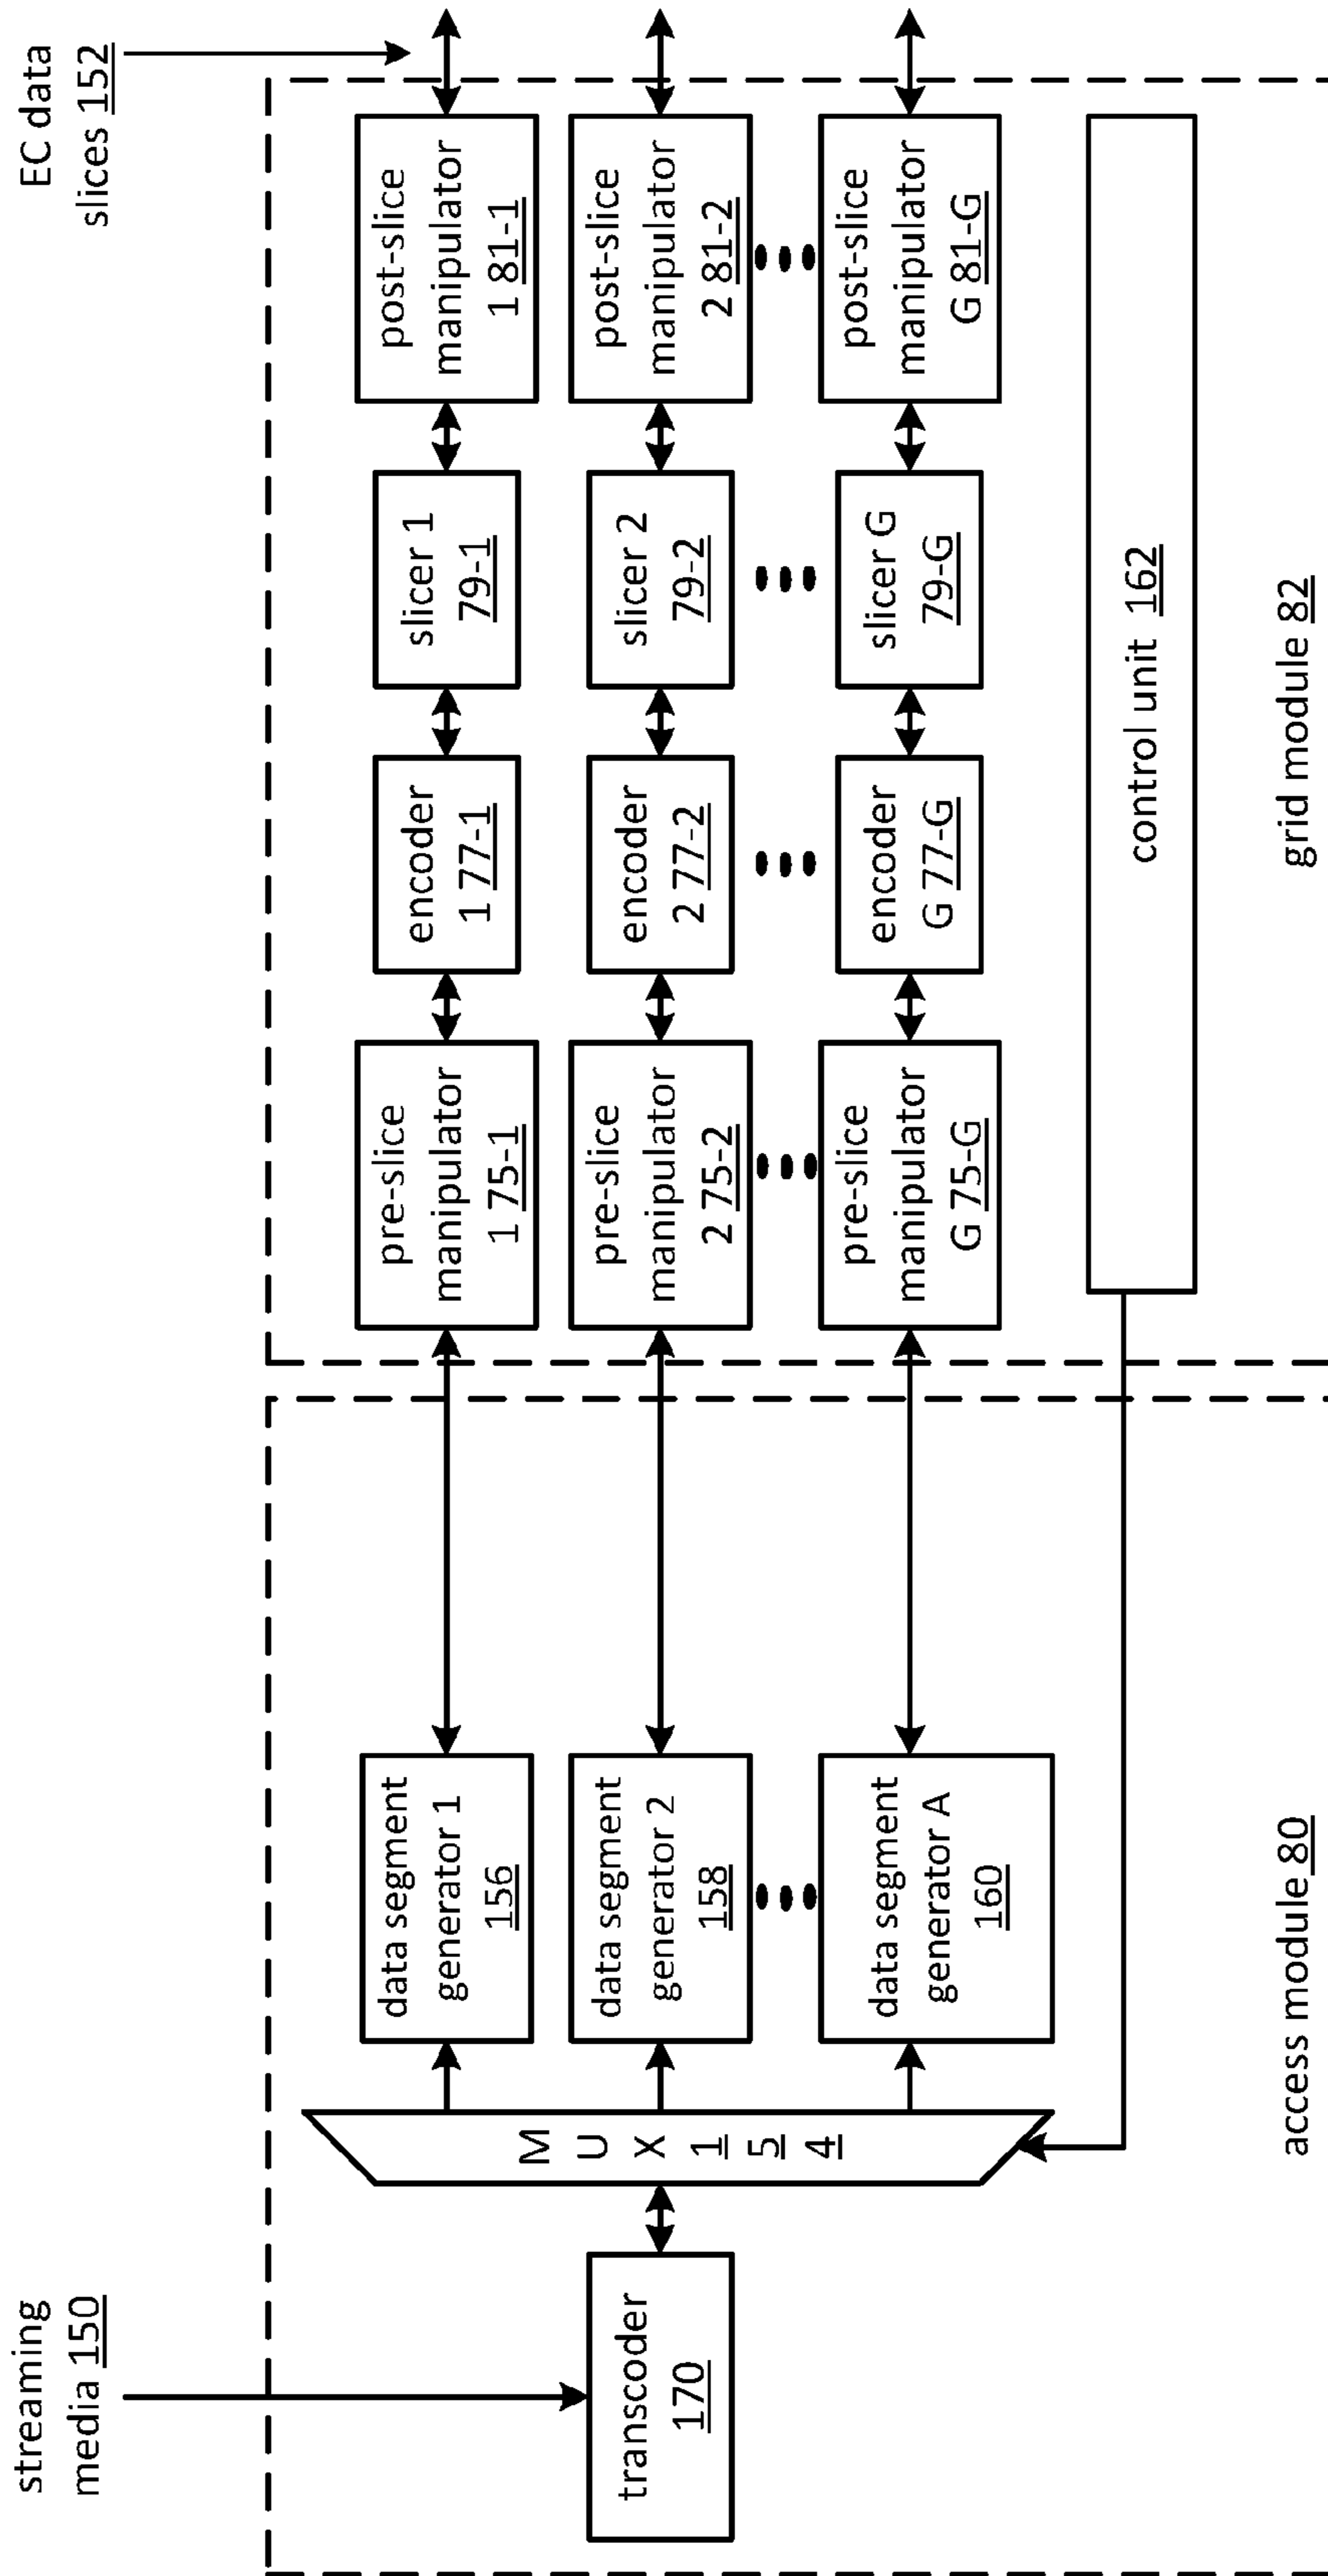 streaming
media 150
EC data
slices 152
transcoder
170
M
U
X
1
5
4
data segment
generator 1
156
pre-slice
manipulator
1 75-1
encoder
1 77-1
slicer 1
79-1
post-slice
manipulator
1 81-1
data segment
generator 2
158
pre-slice
manipulator
2 75-2
encoder
2 77-2
slicer 2
79-2
post-slice
manipulator
2 81-2
data segment
generator A
160
pre-slice
manipulator
G 75-G
encoder
G 77-G
slicer G
79-G
post-slice
manipulator
G 81-G
control unit 162
access module 80
grid module 82